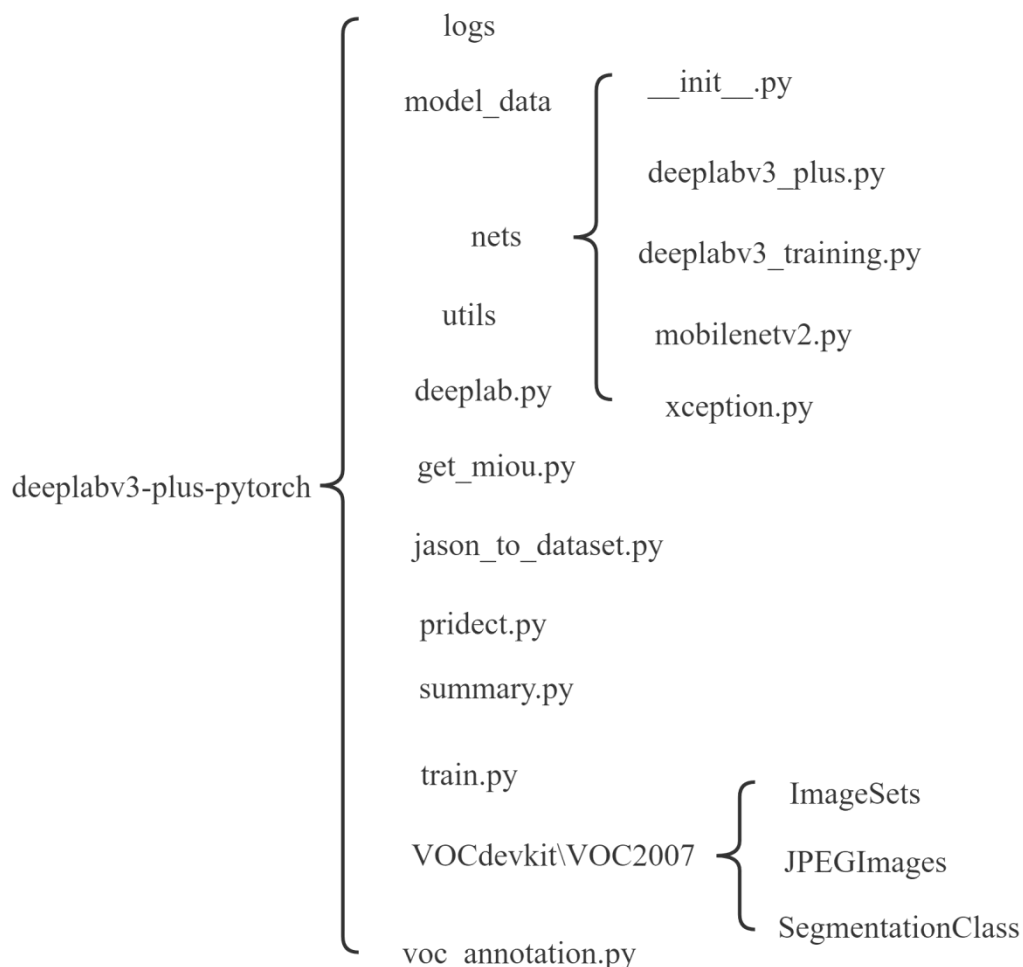 logs
model_data
__init__.py
deeplabv3_plus.py
nets
deeplabv3_training.py
utils
mobilenetv2.py
deeplab.py
xception.py
get_miou.py
deeplabv3-plus-pytorch
jason_to_dataset.py
pridect.py
summary.py
train.py
ImageSets
VOCdevkit\VOC2007
JPEGImages
SegmentationClass
voc_annotation.py